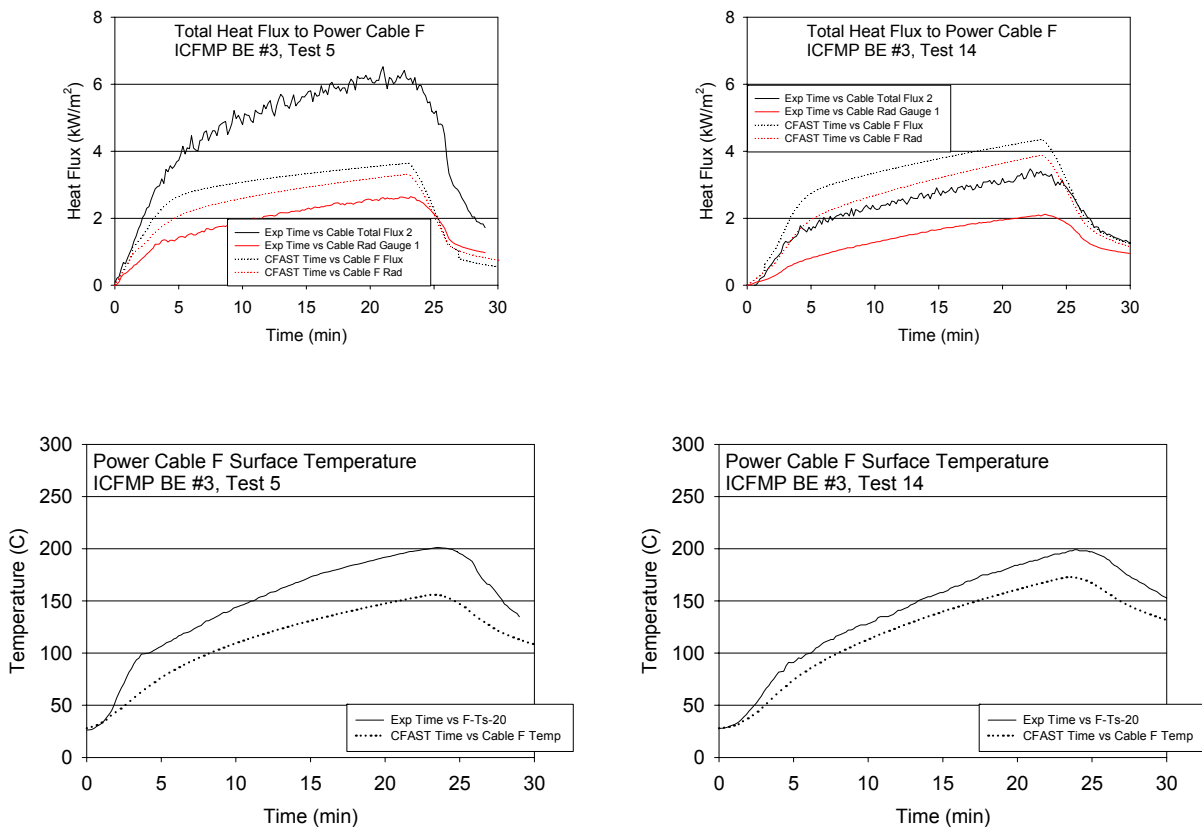 Total Heat Flux to Power Cable F
ICFMP BE #3, Test 5
Heat Flux (kW/m²)
8
6
4
2
0
Exp Time vs Cable Total Flux 2
Exp Time vs Cable Rad Gauge 1
CFAST Time vs Cable F Flux
CFAST Time vs Cable F Rad
0 5 10 15 20 25 30
Time (min)
Total Heat Flux to Power Cable F
ICFMP BE #3, Test 14
Heat Flux (kW/m²)
8
6
4
2
0
Exp Time vs Cable Total Flux 2
Exp Time vs Cable Rad Gauge 1
CFAST Time vs Cable F Flux
CFAST Time vs Cable F Rad
0 5 10 15 20 25 30
Time (min)
Power Cable F Surface Temperature
ICFMP BE #3, Test 5
Temperature (C)
300
250
200
150
100
50
0
Exp Time vs F-Ts-20
CFAST Time vs Cable F Temp
0 5 10 15 20 25 30
Time (min)
Power Cable F Surface Temperature
ICFMP BE #3, Test 14
Temperature (C)
300
250
200
150
100
50
0
Exp Time vs F-Ts-20
CFAST Time vs Cable F Temp
0 5 10 15 20 25 30
Time (min)